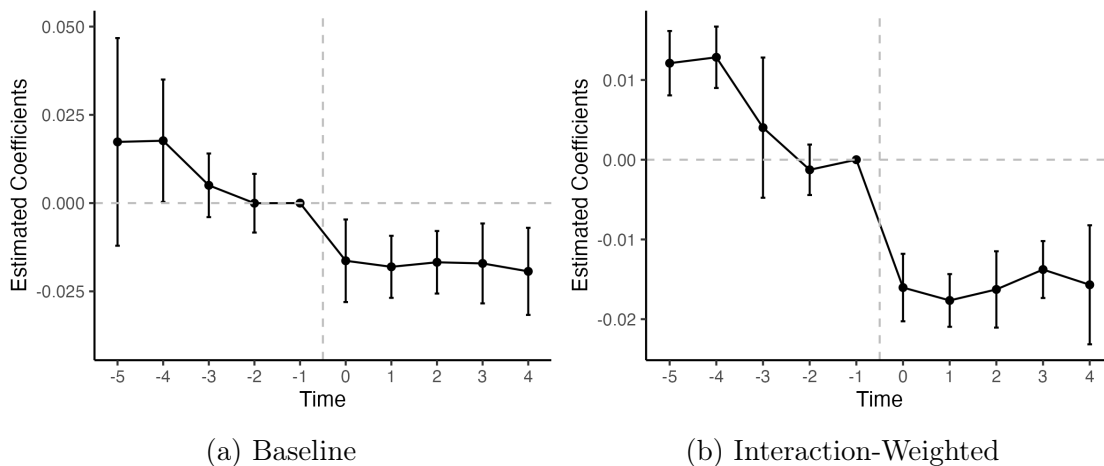 0.050
0.025
0.000
-0.025
Estimated Coefficients
-5 -4 -3 -2 -1 0 1 2 3 4
Time
(a) Baseline
0.01
0.00
-0.01
-0.02
Estimated Coefficients
-5 -4 -3 -2 -1 0 1 2 3 4
Time
(b) Interaction-Weighted